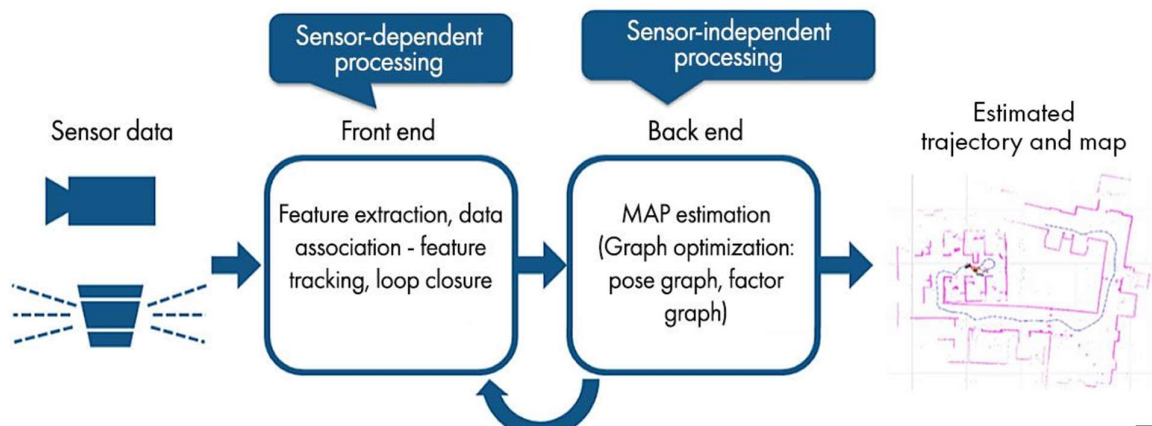 Sensor-dependent
processing
Sensor-independent
processing
Sensor data
Front end
Back end
Estimated
trajectory and map
Feature extraction, data
association - feature
tracking, loop closure
MAP estimation
(Graph optimization:
pose graph, factor
graph)